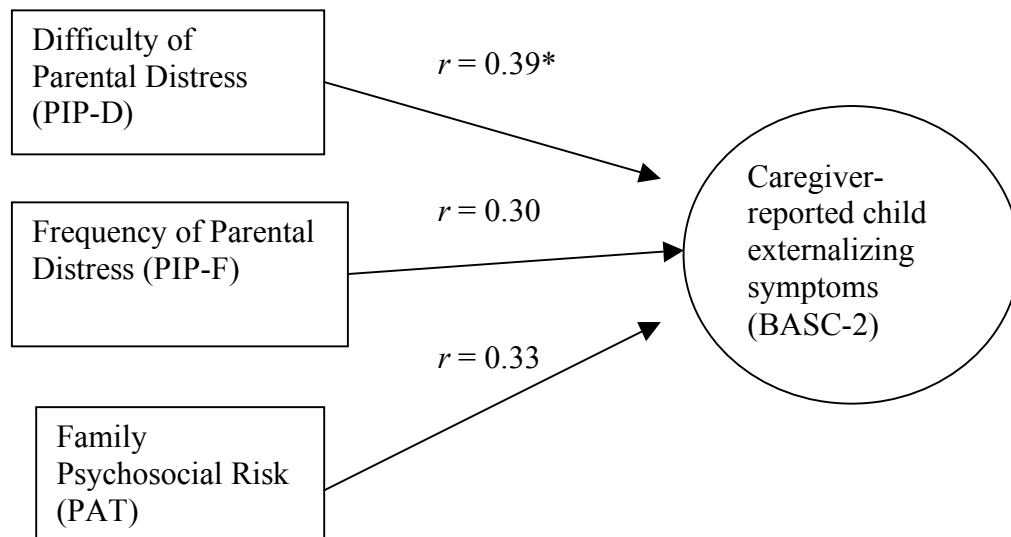 Difficulty of
Parental Distress
(PIP-D)
r = 0.39*
Frequency of Parental
Distress (PIP-F)
r = 0.30
Family
Psychosocial Risk
(PAT)
r = 0.33
Caregiver-
reported child
externalizing
symptoms
(BASC-2)